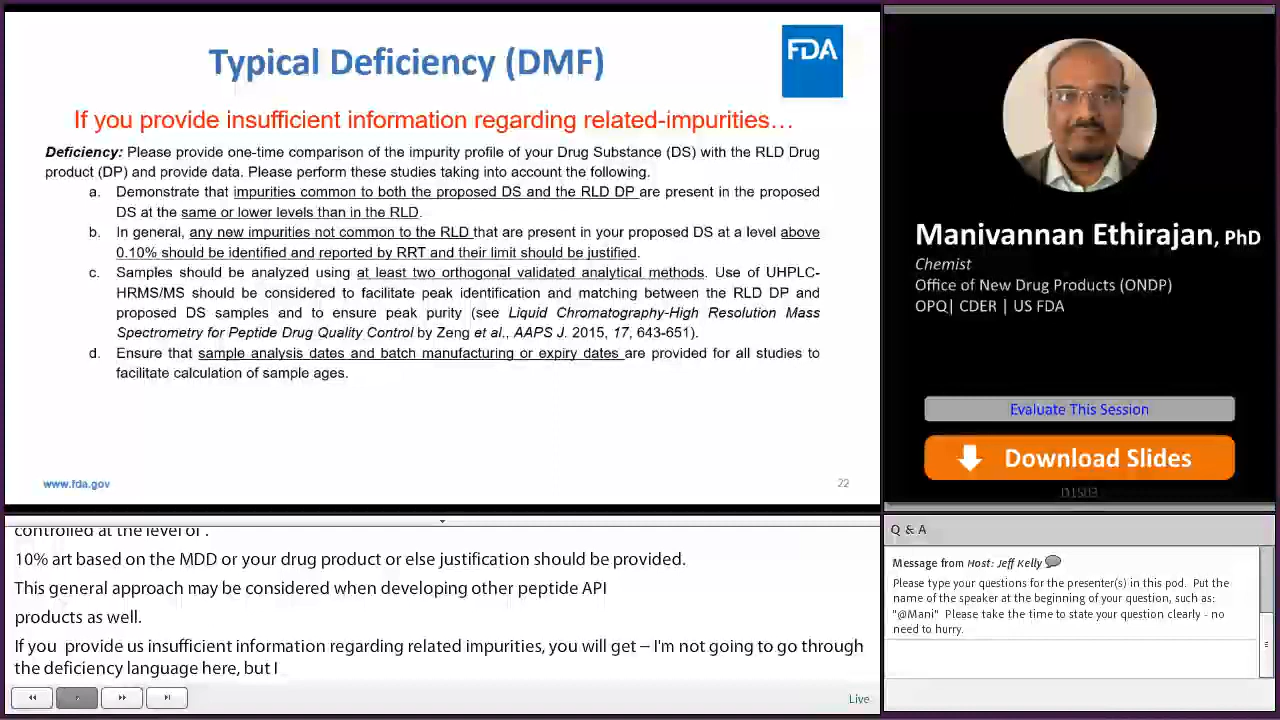 Typical Deficiency (DMF)
FDA
If you provide insufficient information regarding related-impurities…
Deficiency: Please provide one-time comparison of the impurity profile of your Drug Substance (DS) with the RLD Drug
product (DP) and provide data. Please perform these studies taking into account the following.
a. Demonstrate that impurities common to both the proposed DS and the RLD DP are present in the proposed
DS at the same or lower levels than in the RLD.
b. In general, any new impurities not common to the RLD that are present in your proposed DS at a level above
0.10% should be identified and reported by RRT and their limit should be justified.
c. Samples should be analyzed using at least two orthogonal validated analytical methods. Use of UHPLC-
HRMS/MS should be considered to facilitate peak identification and matching between the RLD DP and
proposed DS samples and to ensure peak purity (see Liquid Chromatography-High Resolution Mass
Spectrometry for Peptide Drug Quality Control by Zeng et al., AAPS J. 2015, 17, 643-651).
d. Ensure that sample analysis dates and batch manufacturing or expiry dates are provided for all studies to
facilitate calculation of sample ages.
www.fda.gov
22
controlled at the level of .
10% art based on the MDD or your drug product or else justification should be provided.
This general approach may be considered when developing other peptide API
products as well.
If you provide us insufficient information regarding related impurities, you will get – I'm not going to go through
the deficiency language here, but I
Live
Manivannan Ethirajan, PhD
Chemist
Office of New Drug Products (ONDP)
OPQ| CDER | US FDA
Evaluate This Session
Download Slides
D1S03
Q & A
Message from Host: Jeff Kelly
Please type your questions for the presenter(s) in this pod. Put the
name of the speaker at the beginning of your question, such as:
"@Mani" Please take the time to state your question clearly - no
need to hurry.